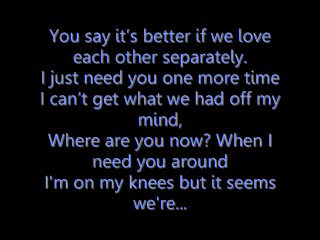 You say it's better if we love
each other separately.
I just need you one more time
I can't get what we had off my
mind,
Where are you now? When I
need you around
I'm on my knees but it seems
we're...